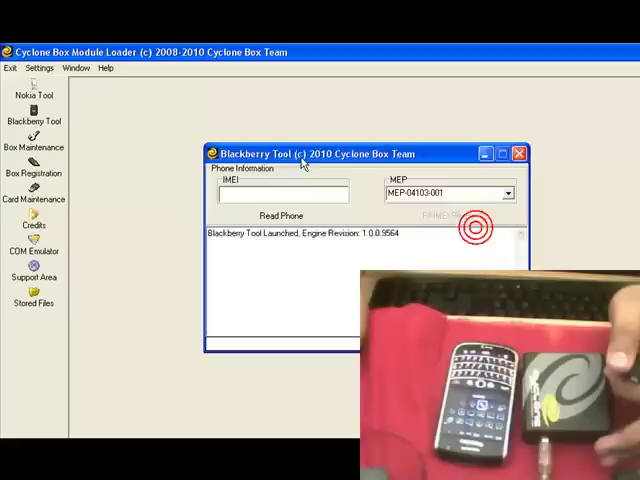 Cyclone Box Module Loader (c) 2008-2010 Cyclone Box Team
Exit Settings Window Help
Nokia Tool
Blackberry Tool
Box Maintenance
Box Registration
Card Maintenance
Credits
COM Emulator
Support Area
Stored Files
Blackberry Tool (c) 2010 Cyclone Box Team
Phone Information
IMEI
MEP
MEP-04103-001
Read Phone
Blackberry Tool Launched, Engine Revision: 1.0.0.9564
cyclone